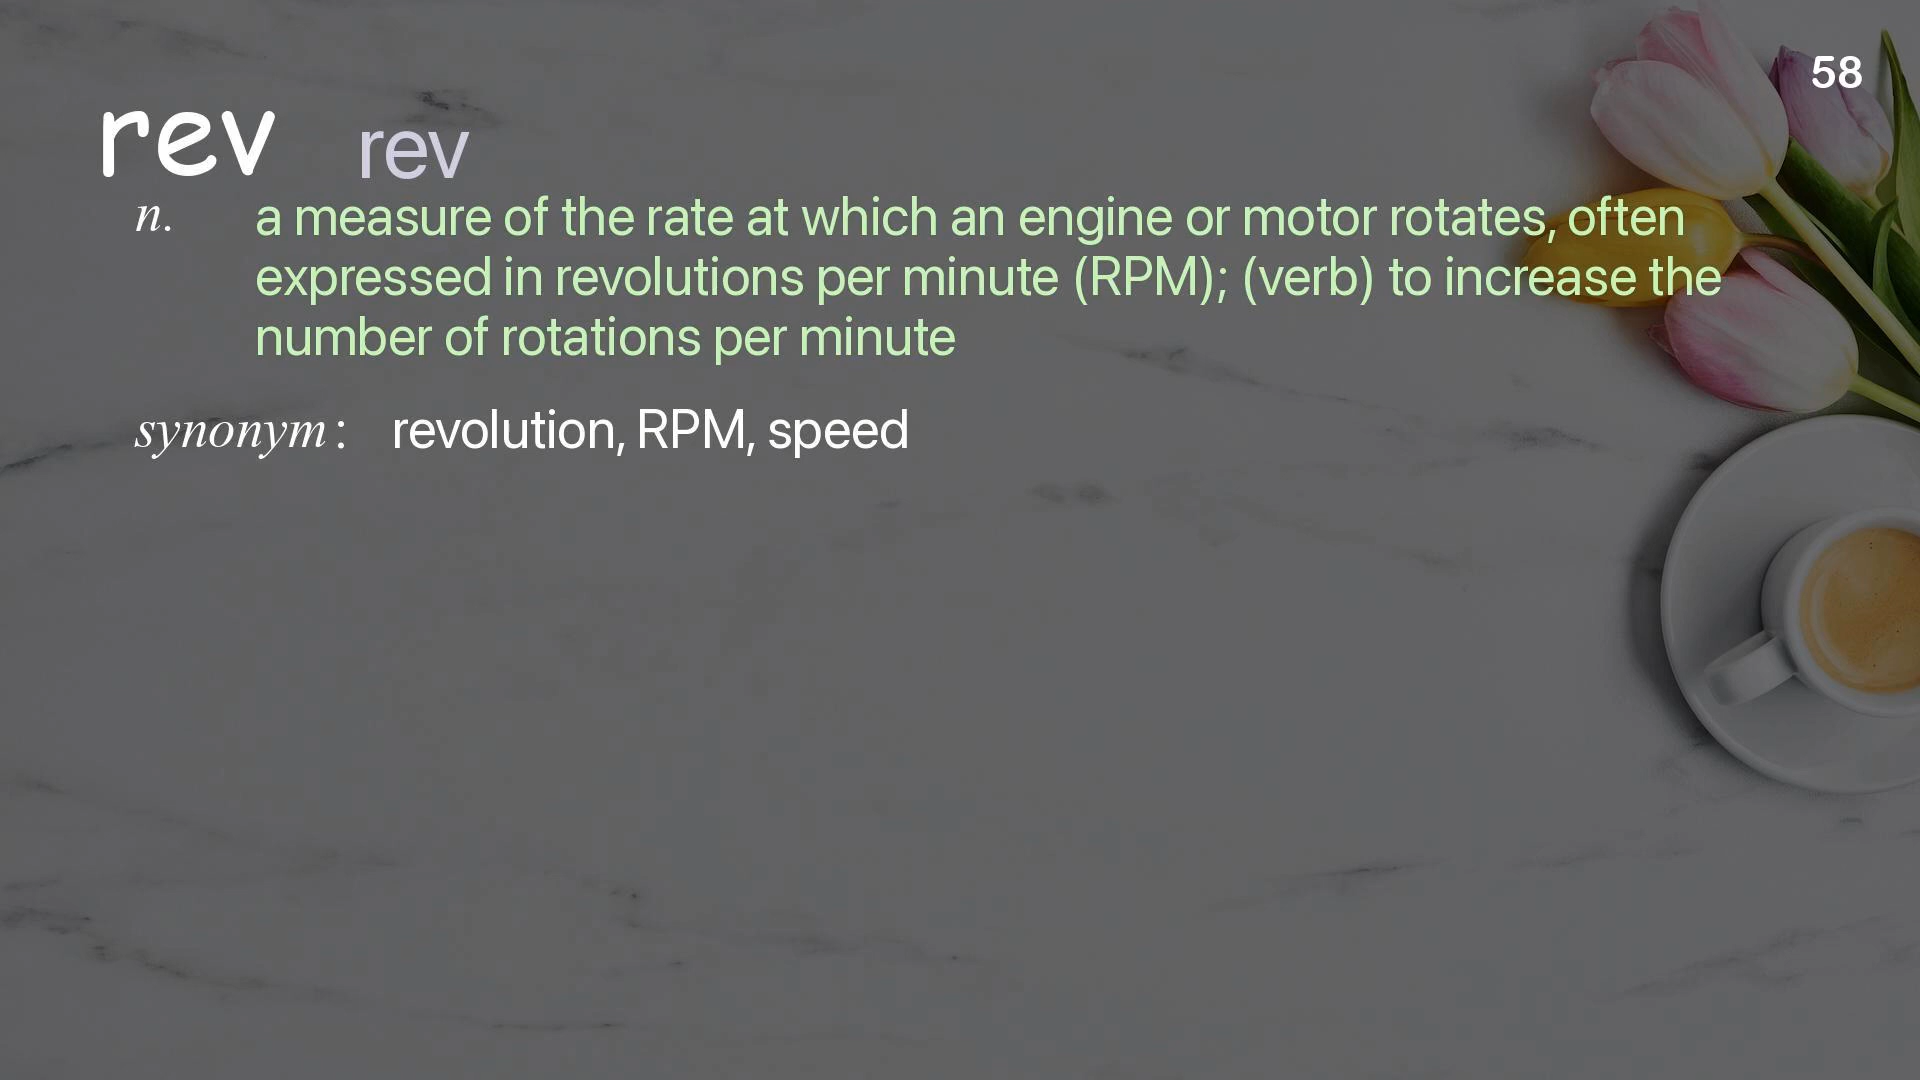 58
rev rev
n. a measure of the rate at which an engine or motor rotates, often
expressed in revolutions per minute (RPM); (verb) to increase the
number of rotations per minute
synonym: revolution, RPM, speed